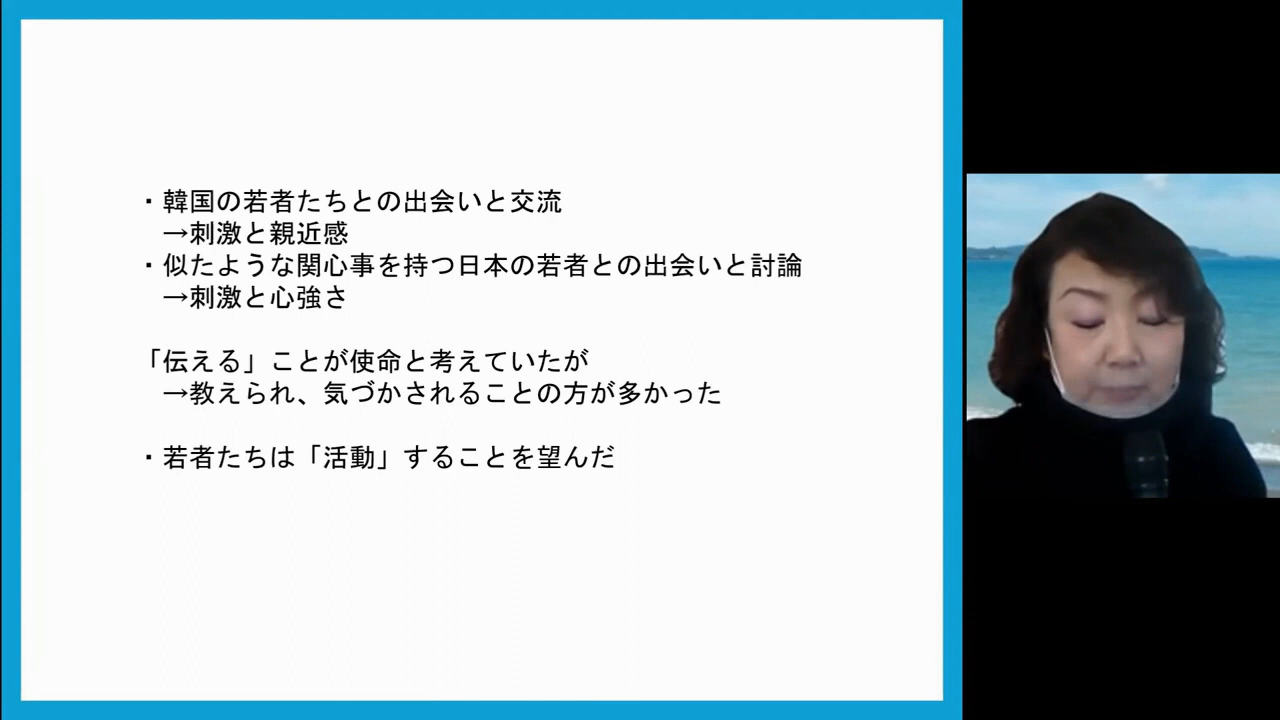 ・韓国の若者たちとの出会いと交流
→刺激と親近感
・似たような関心事を持つ日本の若者との出会いと討論
→刺激と心強さ
「伝える」ことが使命と考えていたが
→教えられ、気づかされることの方が多かった
・若者たちは「活動」することを望んだ